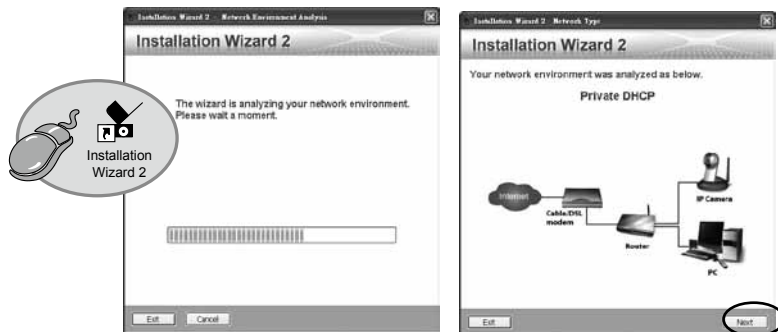 Installation Wizard 2 - Network Environment Analysis
Installation Wizard 2
The wizard is analyzing your network environment.
Please wait a moment.
Installation
Wizard 2
Exit
Cancel
Installation Wizard 2 - Network Type
Installation Wizard 2
Your network environment was analyzed as below.
Private DHCP
Internet
Cable/DSL
modem
Router
IP Camera
PC
Exit
Next